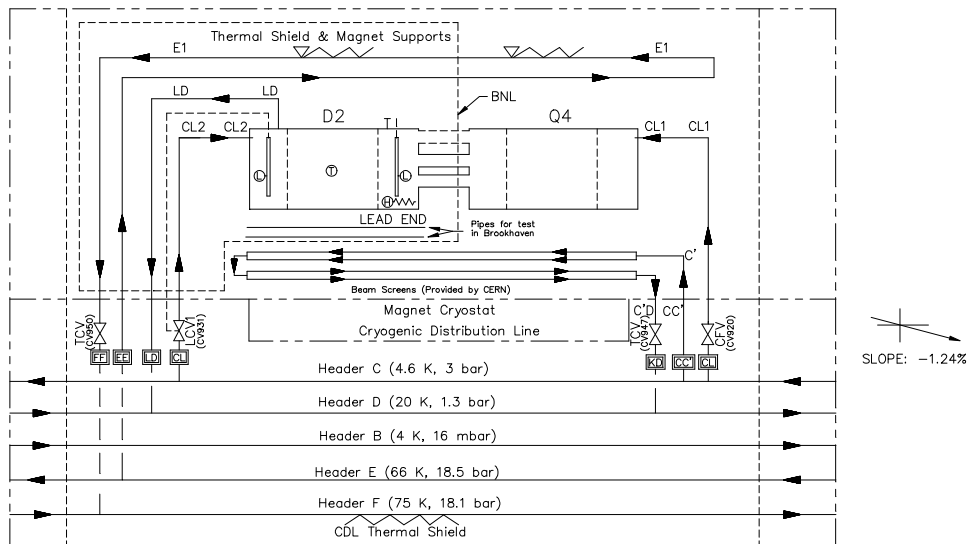 Thermal Shield & Magnet Supports
E1
E1
LD
LD
BNL
D2
T
Q4
CL2
CL2
CL1
CL1
L
T
L
H
LEAD END
Pipes for test
in Brookhaven
C'
Beam Screens (Provided by CERN)
Magnet Cryostat
Cryogenic Distribution Line
C'D
CC'
TCV
(CV950)
LCV1
(CV931)
TCV
(CV947)
CFV
(CV920)
FF
EE
LD
CL
KD
CC'
CL
SLOPE: -1.24%
Header C (4.6 K, 3 bar)
Header D (20 K, 1.3 bar)
Header B (4 K, 16 mbar)
Header E (66 K, 18.5 bar)
Header F (75 K, 18.1 bar)
CDL Thermal Shield